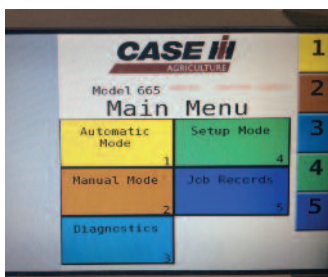 CASE III
AGRICULTURE
Model 665
Main Menu
Automatic
Mode
1
Setup Mode
4
Manual Mode
2
Job Records
5
Diagnostics
3
1
2
3
4
5